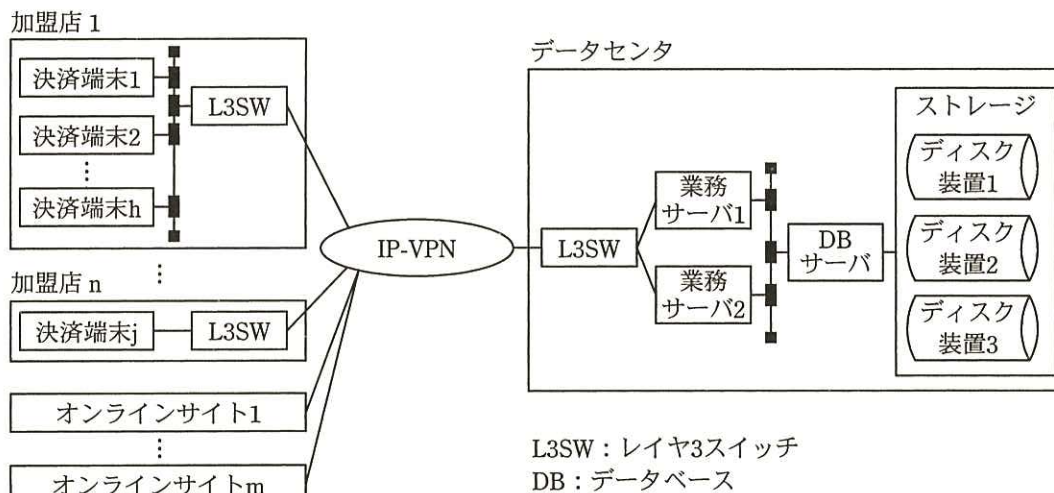 加盟店1
決済端末1
決済端末2
⋮
決済端末h
L3SW
⋮
加盟店n
決済端末j
L3SW
オンラインサイト1
⋮
オンラインサイトm
IP-VPN
データセンタ
L3SW
業務
サーバ1
業務
サーバ2
DB
サーバ
ストレージ
ディスク
装置1
ディスク
装置2
ディスク
装置3
L3SW：レイヤ3スイッチ
DB：データベース